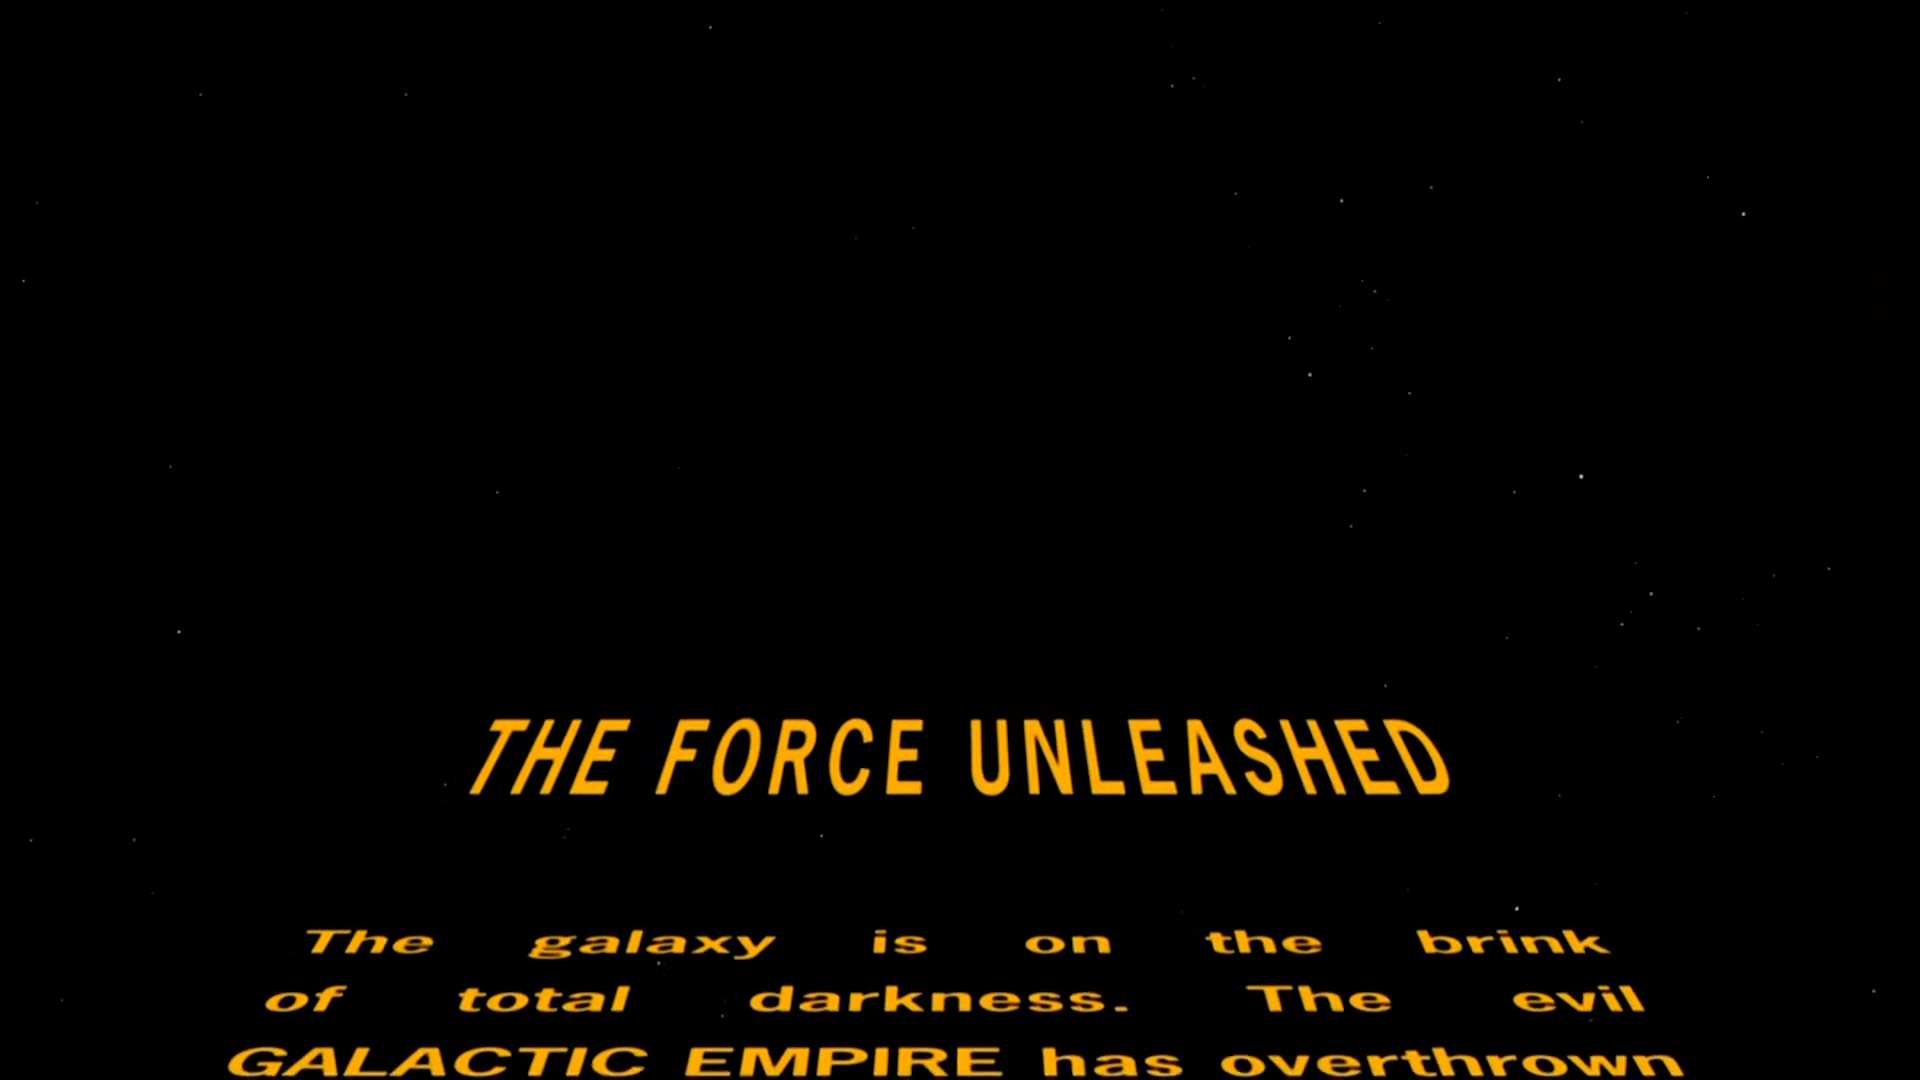 THE FORCE UNLEASHED
The galaxy is on the brink
of total darkness. The evil
GALACTIC EMPIRE has overthrown